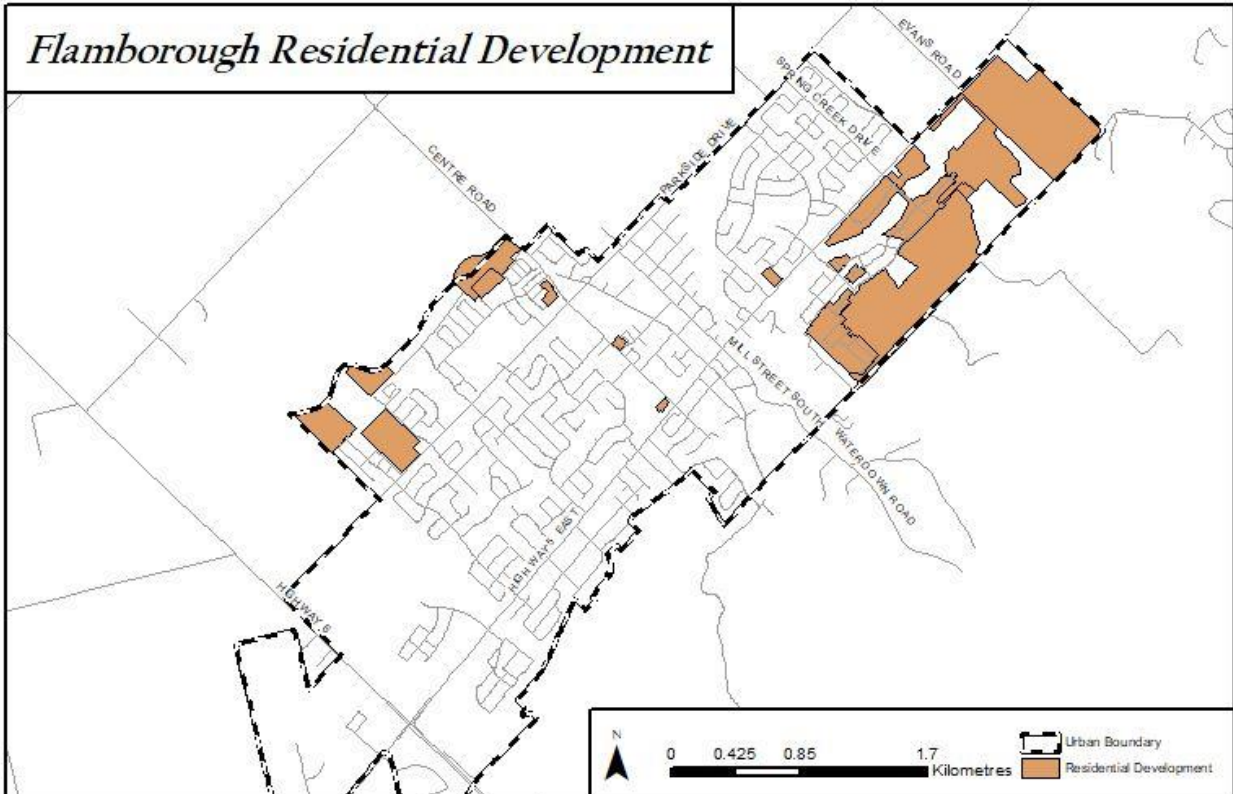 Flamborough Residential Development
EVANS ROAD
SPRING CREEK DRIVE
PARKSIDE DRIVE
CENTRE ROAD
MILL STREET SOUTH
WATERDOWN ROAD
HIGHWAY 5 EAST
HIGHWAY 6
N
0 0.425 0.85 1.7
Kilometres
Urban Boundary
Residential Development